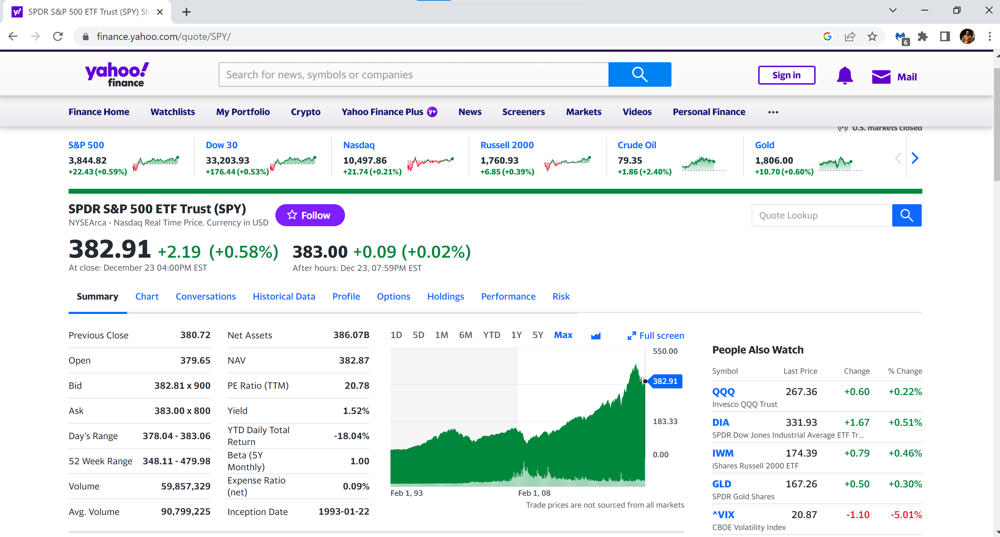 SPDR S&P 500 ETF Trust (SPY) Sto
finance.yahoo.com/quote/SPY/
6
yahoo!
finance
Search for news, symbols or companies
Sign in
Mail
Finance Home Watchlists My Portfolio Crypto Yahoo Finance Plus y+ News Screeners Markets Videos Personal Finance •••
U.S. markets closed
S&P 500
3,844.82
+22.43 (+0.59%)
Dow 30
33,203.93
+176.44 (+0.53%)
Nasdaq
10,497.86
+21.74 (+0.21%)
Russell 2000
1,760.93
+6.85 (+0.39%)
Crude Oil
79.35
+1.86 (+2.40%)
Gold
1,806.00
+10.70 (+0.60%)
SPDR S&P 500 ETF Trust (SPY)
NYSEArca - Nasdaq Real Time Price. Currency in USD
Follow
Quote Lookup
382.91 +2.19 (+0.58%)
At close: December 23 04:00PM EST
383.00 +0.09 (+0.02%)
After hours: Dec 23, 07:59PM EST
Summary Chart Conversations Historical Data Profile Options Holdings Performance Risk
Previous Close 380.72
Open 379.65
Bid 382.81 x 900
Ask 383.00 x 800
Day's Range 378.04 - 383.06
52 Week Range 348.11 - 479.98
Volume 59,857,329
Avg. Volume 90,799,225
Net Assets 386.07B
NAV 382.87
PE Ratio (TTM) 20.78
Yield 1.52%
YTD Daily Total
Return -18.04%
Beta (5Y
Monthly) 1.00
Expense Ratio
(net) 0.09%
Inception Date 1993-01-22
1D 5D 1M 6M YTD 1Y 5Y Max Full screen
550.00
382.91
183.33
0.00
Feb 1, 93 Feb 1, 08
Trade prices are not sourced from all markets
People Also Watch
Symbol Last Price Change % Change
QQQ 267.36 +0.60 +0.22%
Invesco QQQ Trust
DIA 331.93 +1.67 +0.51%
SPDR Dow Jones Industrial Average ETF Tr...
IWM 174.39 +0.79 +0.46%
iShares Russell 2000 ETF
GLD 167.26 +0.50 +0.30%
SPDR Gold Shares
^VIX 20.87 -1.10 -5.01%
CBOE Volatility Index